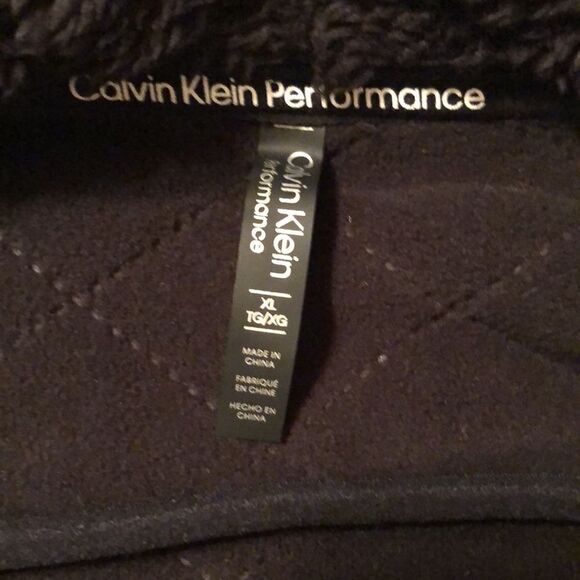 Calvin Klein Performance
Calvin Klein
Performance
XL
TG/XG
MADE IN
CHINA
FABRIQUÉ
EN CHINE
HECHO EN
CHINA